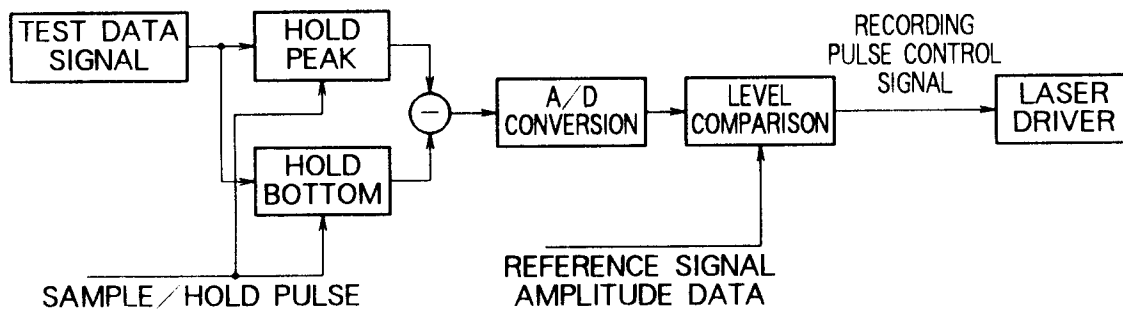 TEST DATA
SIGNAL
HOLD
PEAK
HOLD
BOTTOM
SAMPLE/HOLD PULSE
−
A/D
CONVERSION
LEVEL
COMPARISON
REFERENCE SIGNAL
AMPLITUDE DATA
RECORDING
PULSE CONTROL
SIGNAL
LASER
DRIVER